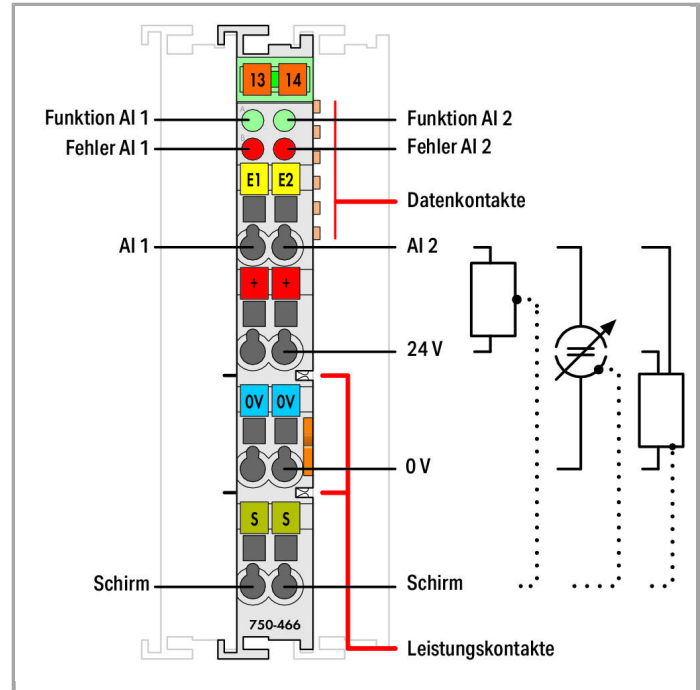 13 14
A
Funktion AI 1
Funktion AI 2
B
Fehler AI 1
Fehler AI 2
E1 E2
Datenkontakte
AI 1
AI 2
+ +
24 V
0V 0V
0 V
S S
Schirm
Schirm
750-466
Leistungskontakte